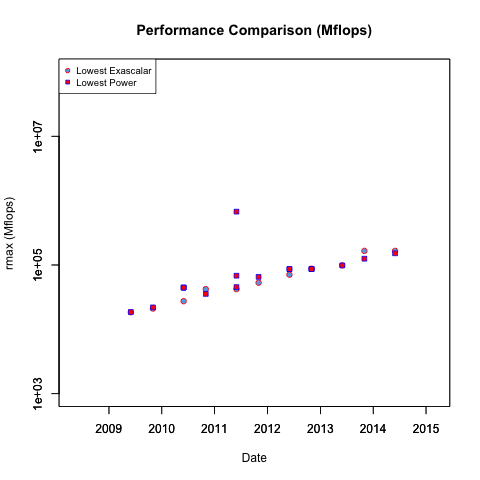 Performance Comparison (Mflops)
Lowest Exascalar
Lowest Power
1e+07
1e+05
1e+03
rmax (Mflops)
2009 2010 2011 2012 2013 2014 2015
Date